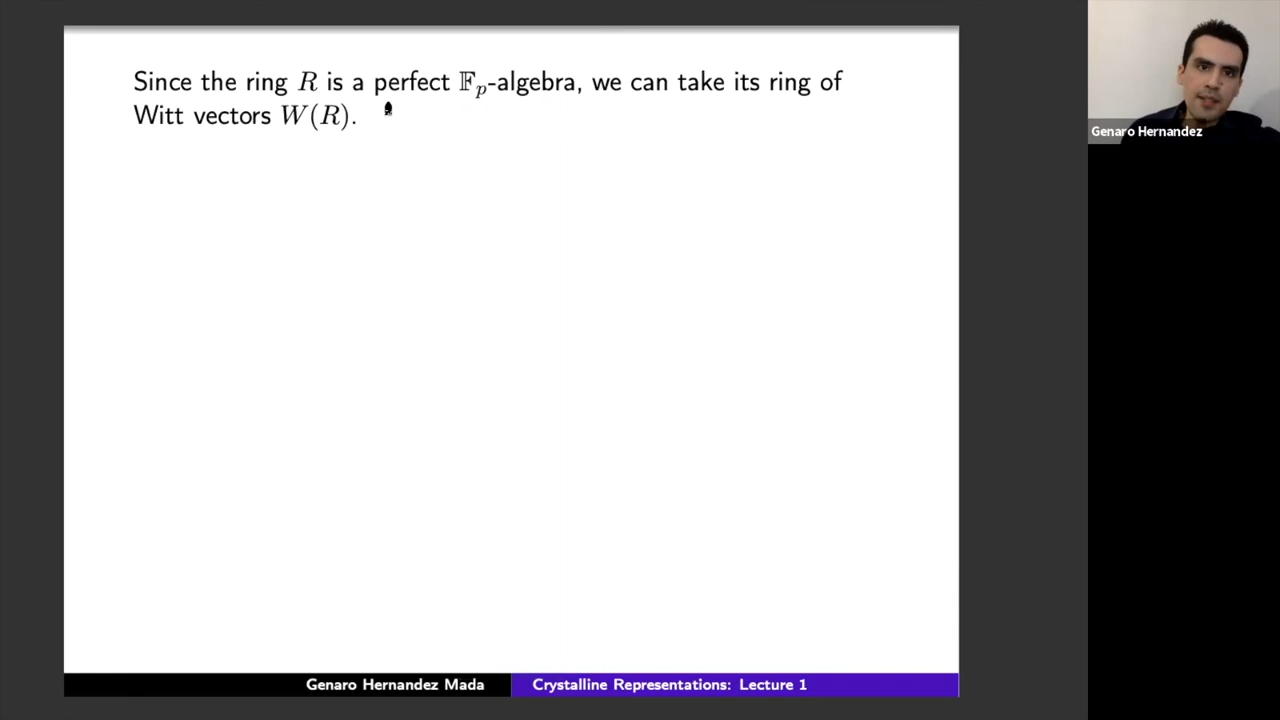 Since the ring R is a perfect 𝔽ₚ-algebra, we can take its ring of
Witt vectors W(R).
Genaro Hernandez
Genaro Hernandez Mada
Crystalline Representations: Lecture 1